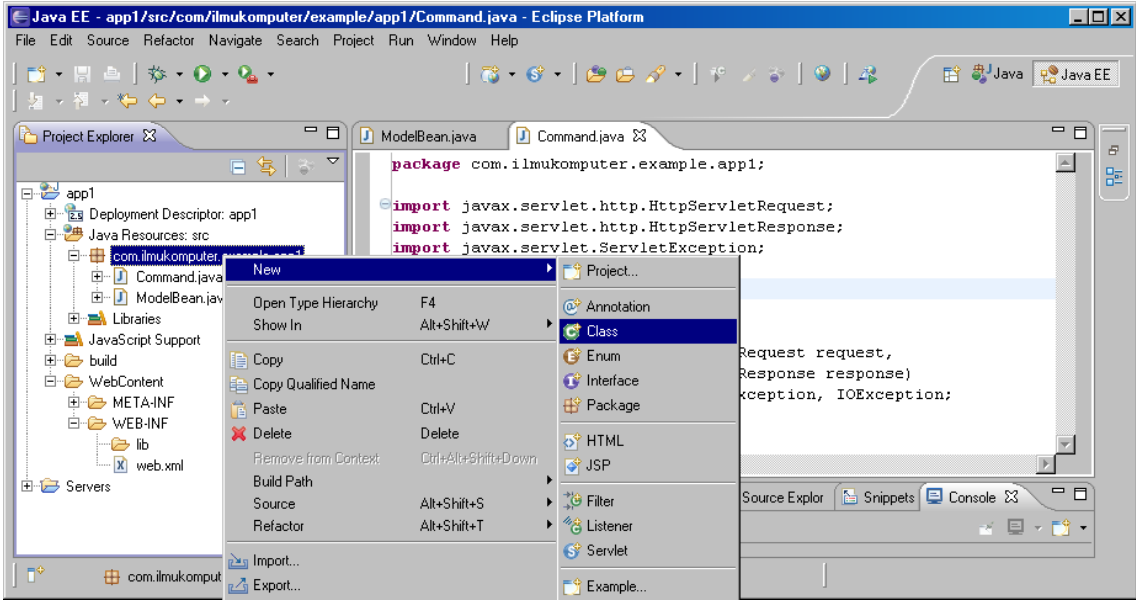 Java EE - app1/src/com/ilmukomputer/example/app1/Command.java - Eclipse Platform
File Edit Source Refactor Navigate Search Project Run Window Help
Java Java EE
Project Explorer
ModelBean.java Command.java
app1
Deployment Descriptor: app1
Java Resources: src
com.ilmukomputer.example.app1
Command.java
ModelBean.jav
Libraries
JavaScript Support
build
WebContent
META-INF
WEB-INF
lib
web.xml
Servers
package com.ilmukomputer.example.app1;
import javax.servlet.http.HttpServletRequest;
import javax.servlet.http.HttpServletResponse;
import javax.servlet.ServletException;
Request request,
Response response)
xception, IOException;
New
Open Type Hierarchy F4
Show In Alt+Shift+W
Copy Ctrl+C
Copy Qualified Name
Paste Ctrl+V
Delete Delete
Remove from Context Ctrl+Alt+Shift+Down
Build Path
Source Alt+Shift+S
Refactor Alt+Shift+T
Import...
Export...
Project...
Annotation
Class
Enum
Interface
Package
HTML
JSP
Filter
Listener
Servlet
Example...
Source Explor Snippets Console
com.ilmukomput